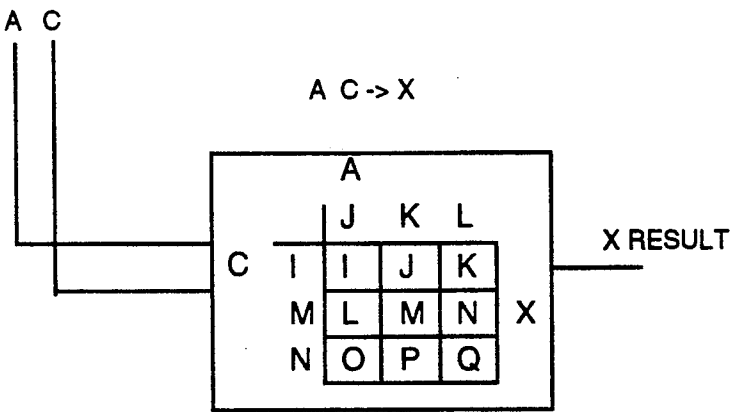 A C
A C -> X
A
J K L
X RESULT
C I I J K
M L M N X
N O P Q